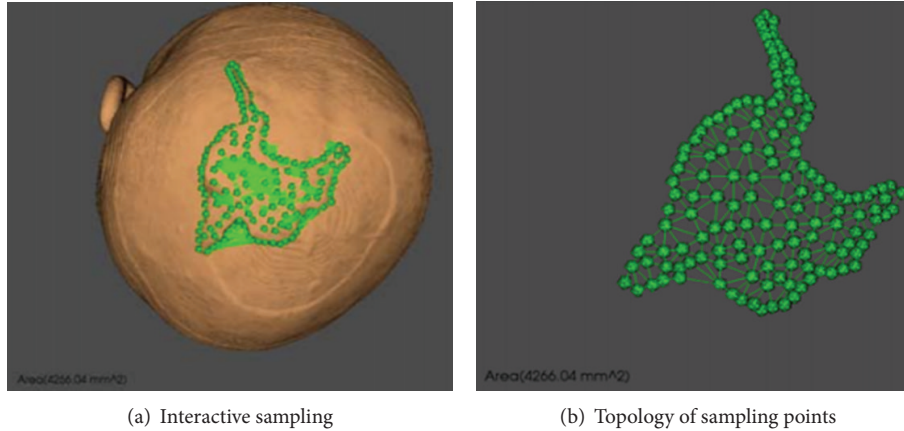 Area(4266.04 mm^2)
Area(4266.04 mm^2)
(a) Interactive sampling
(b) Topology of sampling points